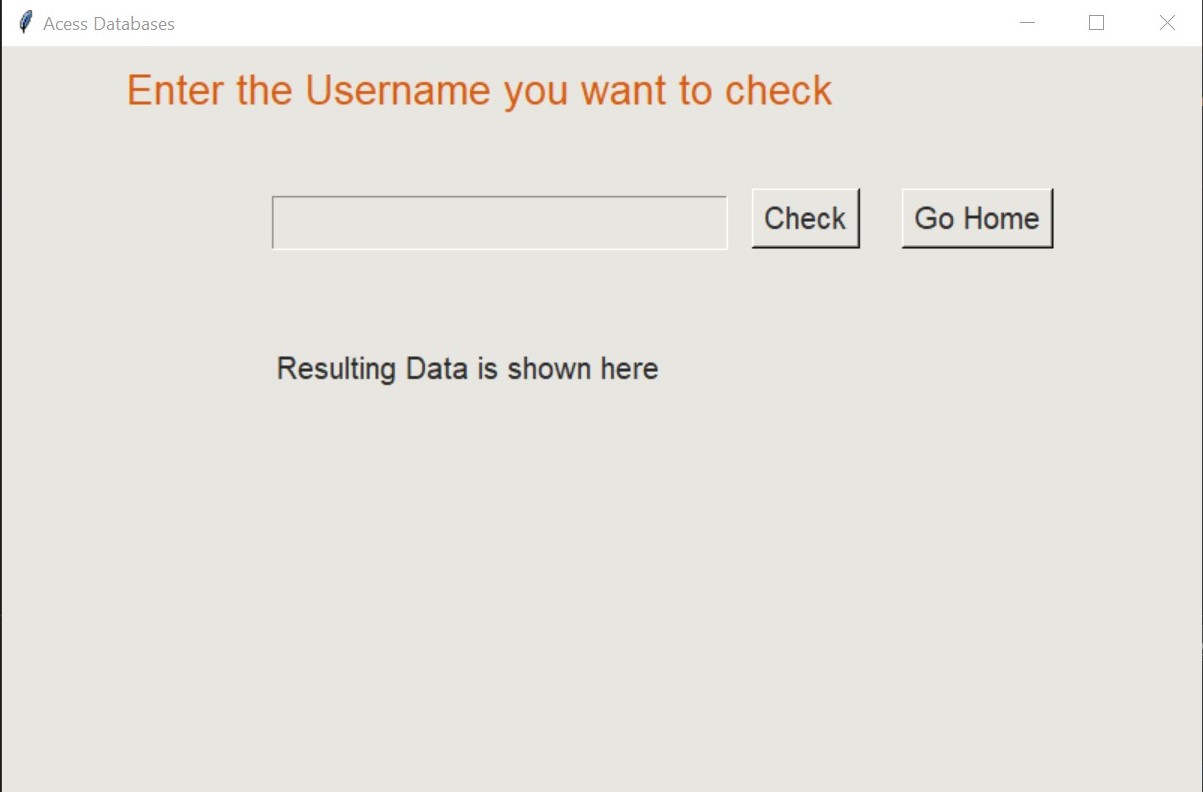 Acess Databases
Enter the Username you want to check
Check Go Home
Resulting Data is shown here